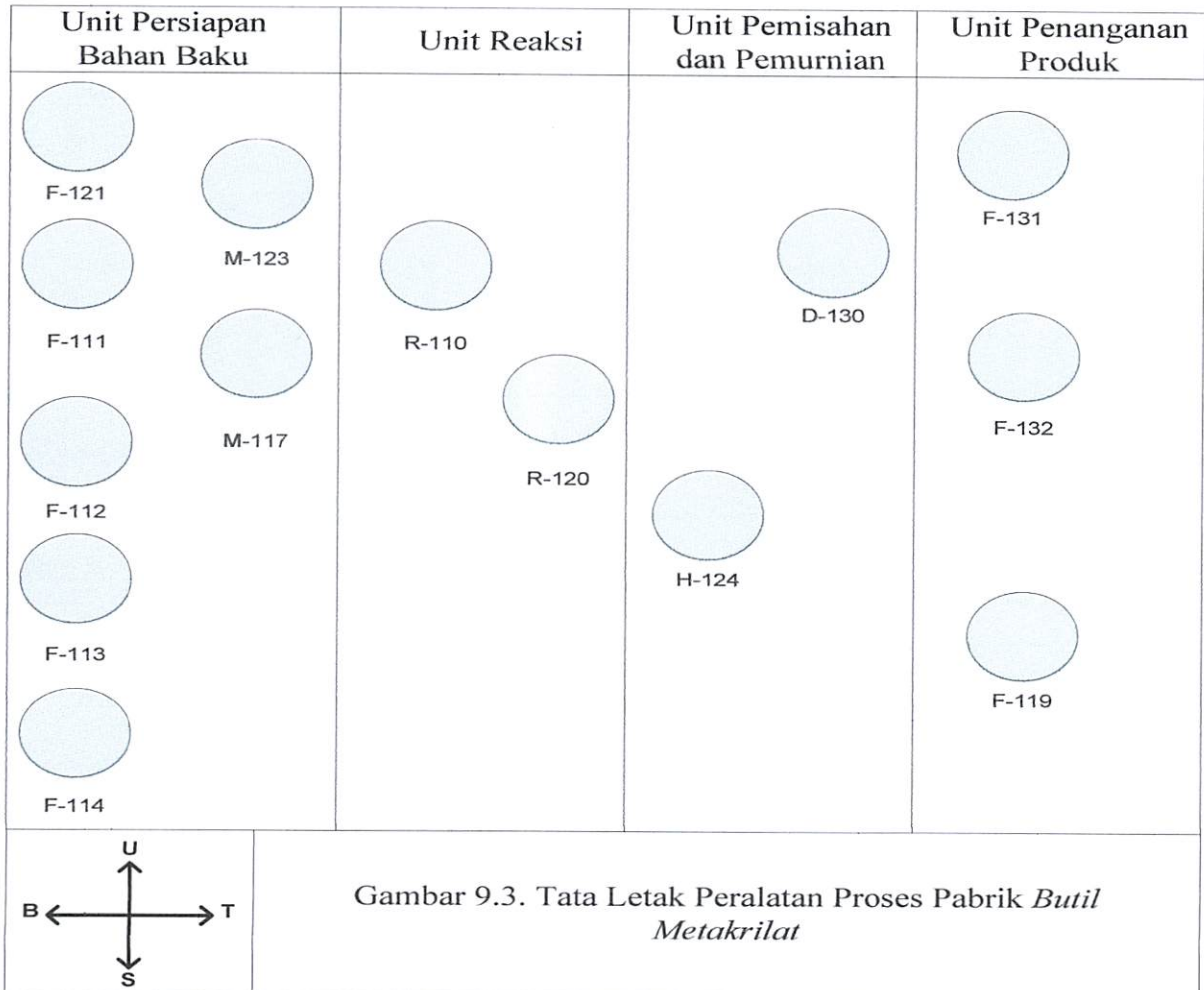 Unit Persiapan
Bahan Baku
Unit Reaksi
Unit Pemisahan
dan Pemurnian
Unit Penanganan
Produk
F-121
M-123
F-111
M-117
F-112
F-113
F-114
R-110
R-120
D-130
H-124
F-131
F-132
F-119
U
B
T
S
Gambar 9.3. Tata Letak Peralatan Proses Pabrik Butil
Metakrilat